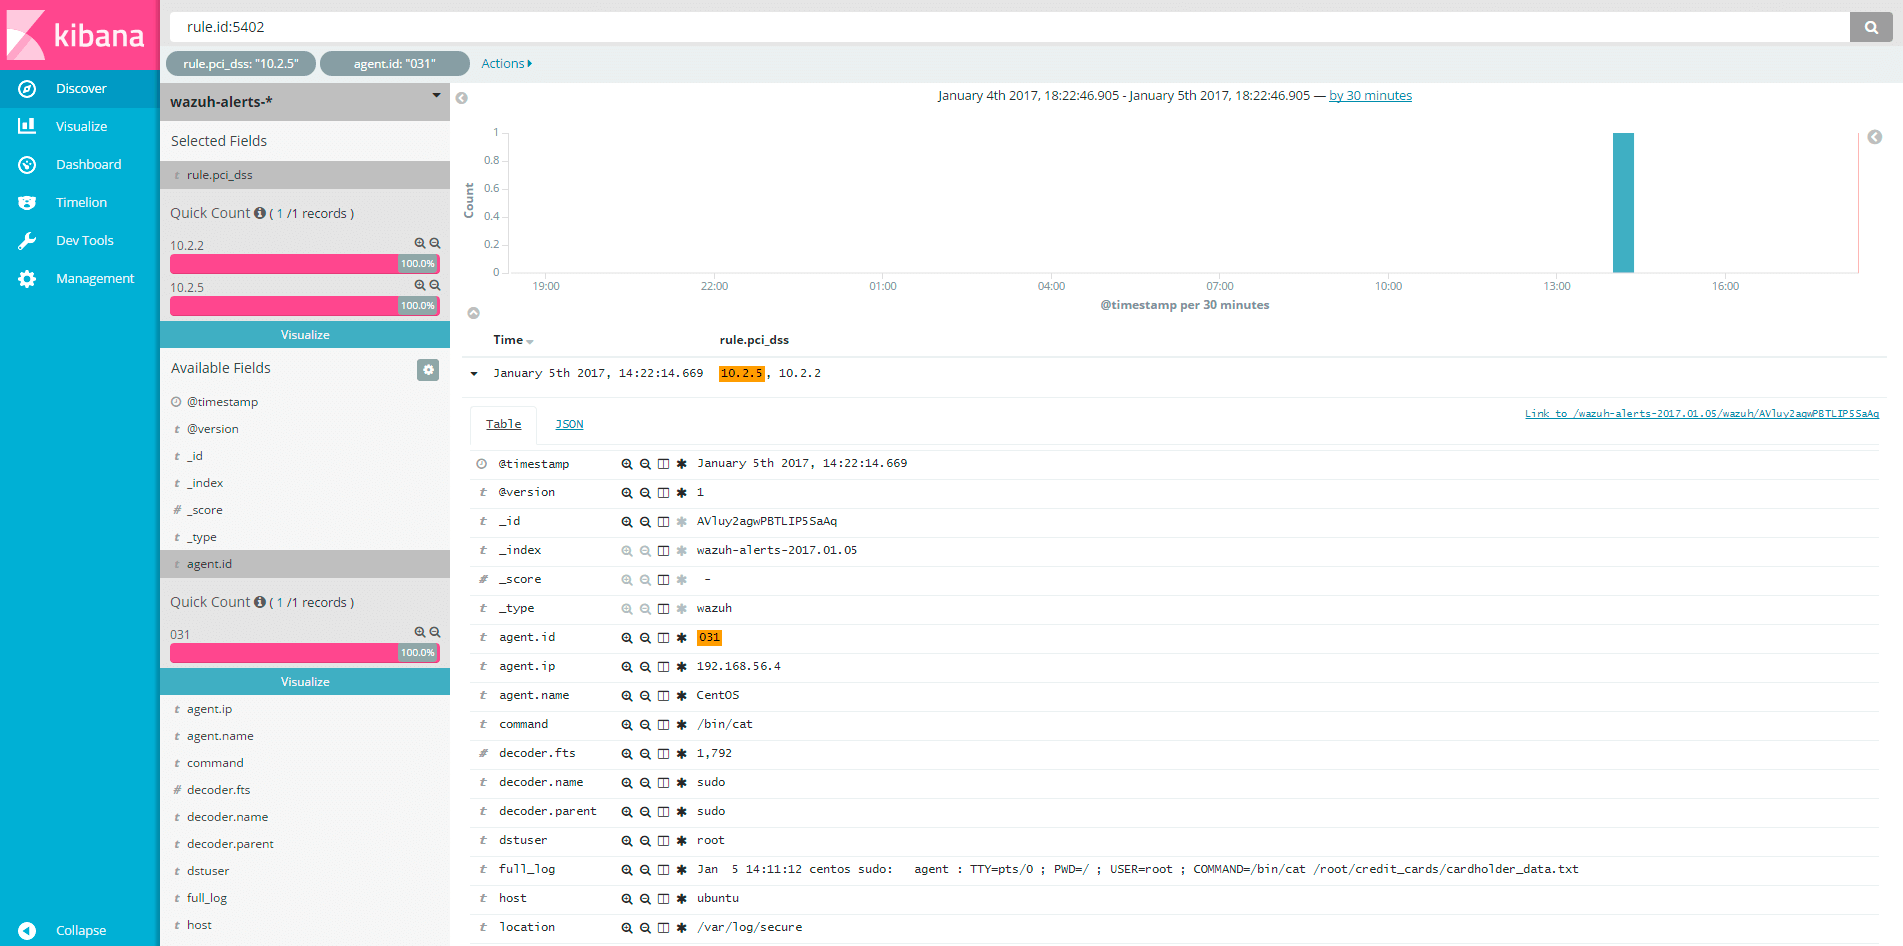 kibana
Discover
Visualize
Dashboard
Timelion
Dev Tools
Management
Collapse
rule.id:5402
rule.pci_dss: "10.2.5" agent.id: "031" Actions
wazuh-alerts-*
Selected Fields
t rule.pci_dss
Quick Count ( 1 /1 records )
10.2.2
100.0%
10.2.5
100.0%
Visualize
Available Fields
@timestamp
t @version
t _id
t _index
# _score
t _type
t agent.id
Quick Count ( 1 /1 records )
031
100.0%
Visualize
t agent.ip
t agent.name
t command
# decoder.fts
t decoder.name
t decoder.parent
t dstuser
t full_log
t host
January 4th 2017, 18:22:46.905 - January 5th 2017, 18:22:46.905 — by 30 minutes
Count
1
0.8
0.6
0.4
0.2
0
19:00 22:00 01:00 04:00 07:00 10:00 13:00 16:00
@timestamp per 30 minutes
Time rule.pci_dss
January 5th 2017, 14:22:14.669 10.2.5, 10.2.2
Table JSON
Link to /wazuh-alerts-2017.01.05/wazuh/AVluy2agwPBTLIP5SaAq
@timestamp January 5th 2017, 14:22:14.669
t @version 1
t _id AVluy2agwPBTLIP5SaAq
t _index wazuh-alerts-2017.01.05
# _score -
t _type wazuh
t agent.id 031
t agent.ip 192.168.56.4
t agent.name CentOS
t command /bin/cat
# decoder.fts 1,792
t decoder.name sudo
t decoder.parent sudo
t dstuser root
t full_log Jan  5 14:11:12 centos sudo:   agent : TTY=pts/0 ; PWD=/ ; USER=root ; COMMAND=/bin/cat /root/credit_cards/cardholder_data.txt
t host ubuntu
t location /var/log/secure